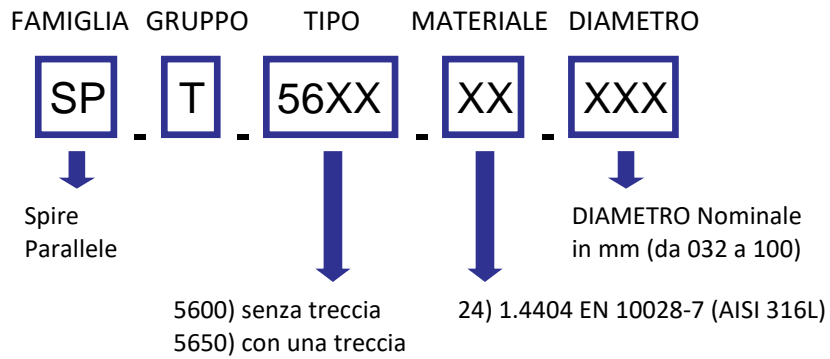 FAMIGLIA GRUPPO TIPO MATERIALE DIAMETRO
SP - T - 56XX - XX - XXX
Spire
Parallele
DIAMETRO Nominale
in mm (da 032 a 100)
5600) senza treccia
5650) con una treccia
24) 1.4404 EN 10028-7 (AISI 316L)